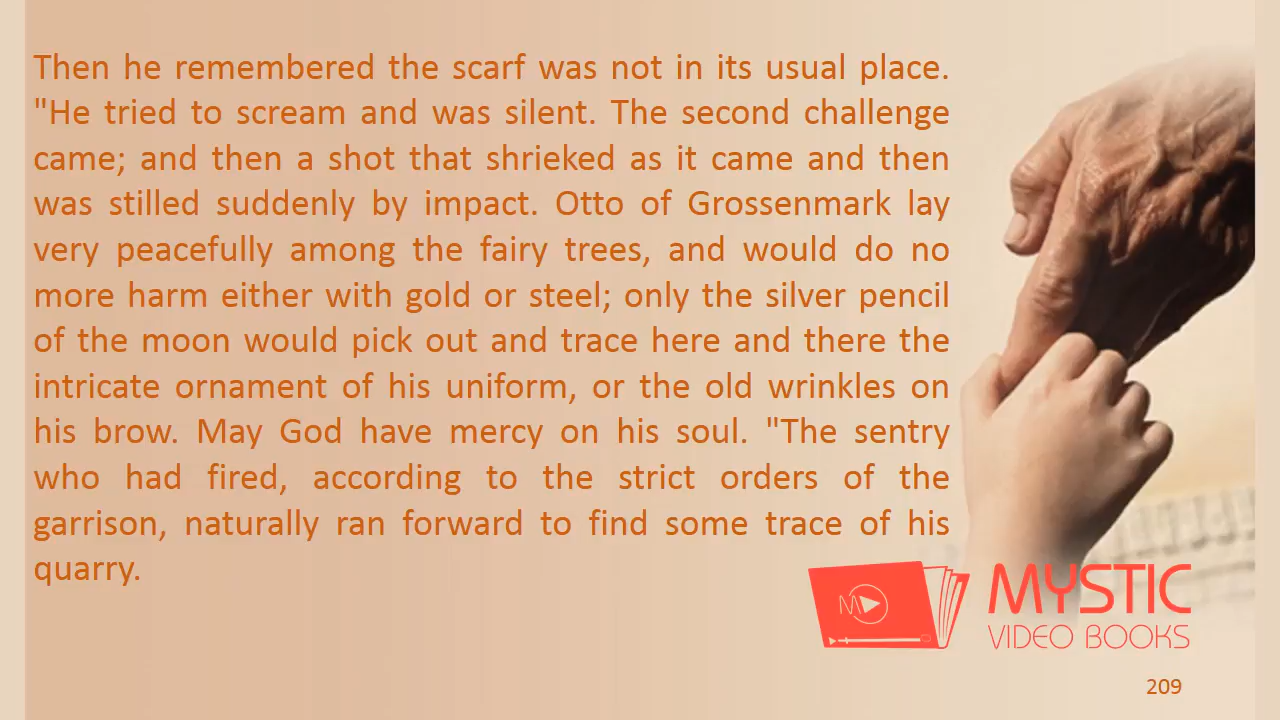 Then he remembered the scarf was not in its usual place.
"He tried to scream and was silent. The second challenge
came; and then a shot that shrieked as it came and then
was stilled suddenly by impact. Otto of Grossenmark lay
very peacefully among the fairy trees, and would do no
more harm either with gold or steel; only the silver pencil
of the moon would pick out and trace here and there the
intricate ornament of his uniform, or the old wrinkles on
his brow. May God have mercy on his soul. "The sentry
who had fired, according to the strict orders of the
garrison, naturally ran forward to find some trace of his
quarry.
MYSTIC
VIDEO BOOKS
209